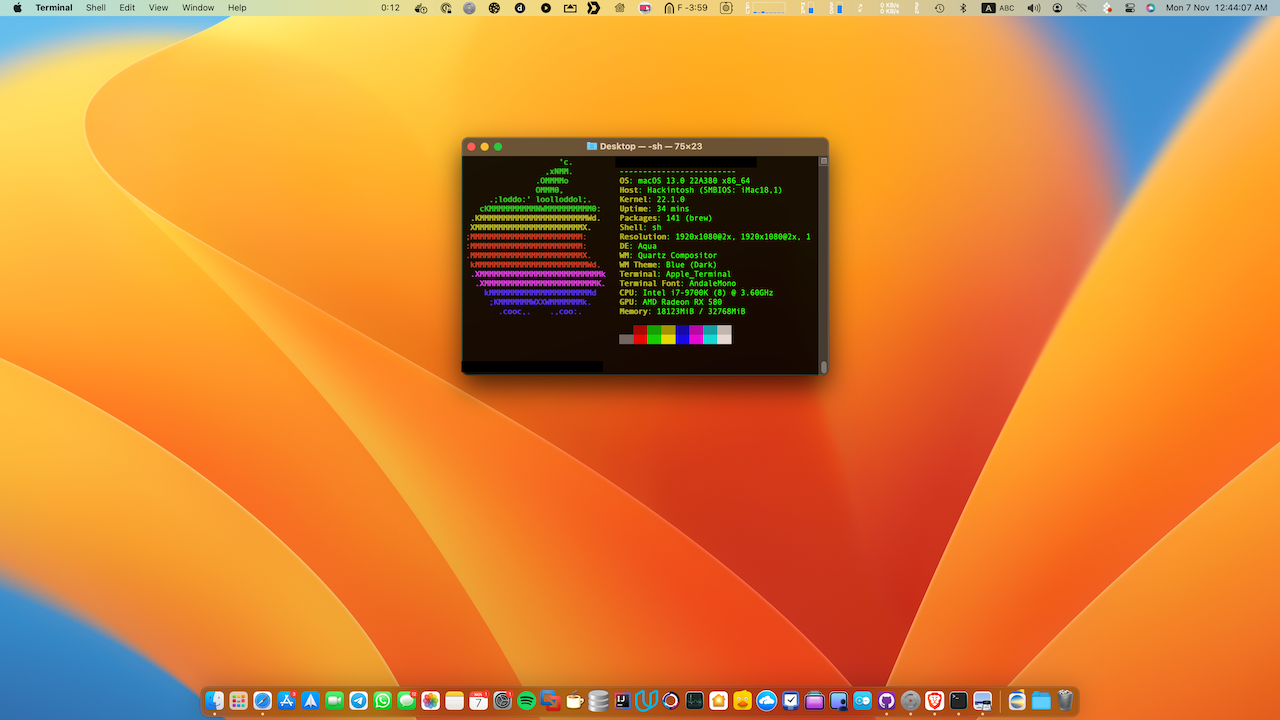 Terminal Shell Edit View Window Help 0:12 F -3:59 0 KB/s 0 KB/s A ABC Mon 7 Nov 12:44:07 AM
Desktop — -sh — 75×23
'c.
,xNMM.
.OMMMMo
OMMM0,
.;loddo:' loolloddol;.
cKMMMMMMMMMMNWMMMMMMMMMM0:
.KMMMMMMMMMMMMMMMMMMMMMMMWd.
XMMMMMMMMMMMMMMMMMMMMMMMX.
;MMMMMMMMMMMMMMMMMMMMMMMM:
:MMMMMMMMMMMMMMMMMMMMMMMM:
.MMMMMMMMMMMMMMMMMMMMMMMMX.
kMMMMMMMMMMMMMMMMMMMMMMMMWd.
.XMMMMMMMMMMMMMMMMMMMMMMMMMMk
.XMMMMMMMMMMMMMMMMMMMMMMMMK.
kMMMMMMMMMMMMMMMMMMMMMMd
;KMMMMMMMWXXWMMMMMMMk.
.cooc,. .,coo:.
-------------------------
OS: macOS 13.0 22A380 x86_64
Host: Hackintosh (SMBIOS: iMac18,1)
Kernel: 22.1.0
Uptime: 34 mins
Packages: 141 (brew)
Shell: sh
Resolution: 1920x1080@2x, 1920x1080@2x, 1
DE: Aqua
WM: Quartz Compositor
WM Theme: Blue (Dark)
Terminal: Apple_Terminal
Terminal Font: AndaleMono
CPU: Intel i7-9700K (8) @ 3.60GHz
GPU: AMD Radeon RX 580
Memory: 18123MiB / 32768MiB